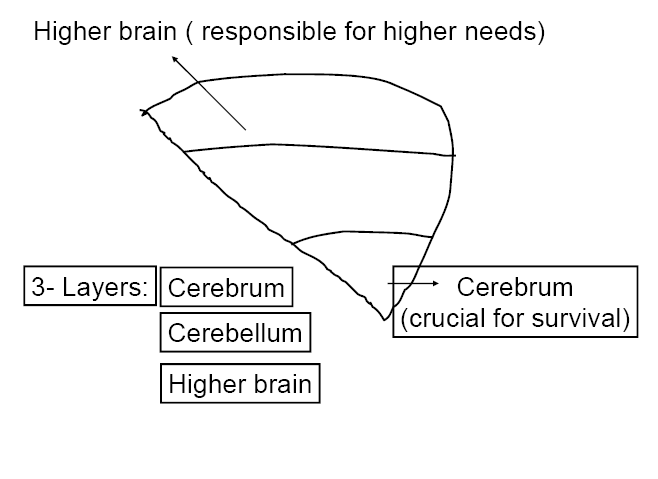 Higher brain ( responsible for higher needs)
3- Layers:
Cerebrum
Cerebellum
Higher brain
Cerebrum
(crucial for survival)